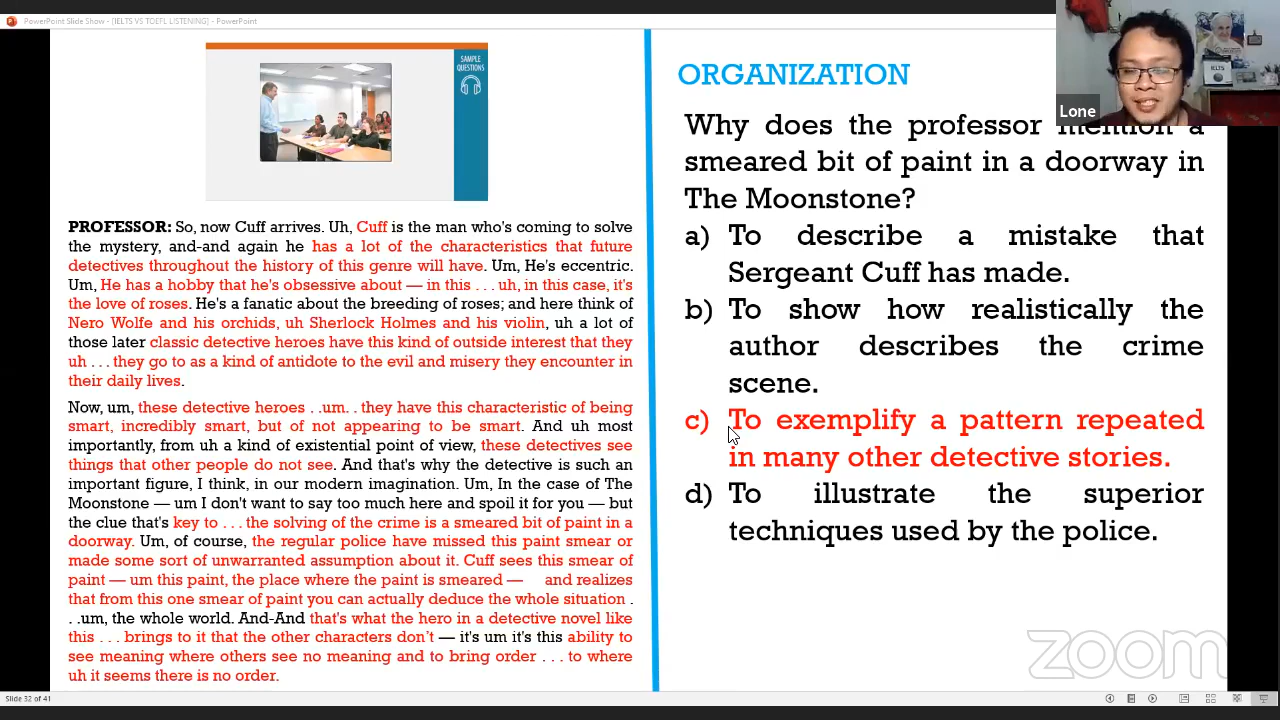 PowerPoint Slide Show - [IELTS VS TOEFL LISTENING] - PowerPoint
SAMPLE
QUESTIONS
PROFESSOR: So, now Cuff arrives. Uh, Cuff is the man who's coming to solve
the mystery, and-and again he has a lot of the characteristics that future
detectives throughout the history of this genre will have. Um, He's eccentric.
Um, He has a hobby that he's obsessive about — in this . . . uh, in this case, it's
the love of roses. He's a fanatic about the breeding of roses; and here think of
Nero Wolfe and his orchids, uh Sherlock Holmes and his violin, uh a lot of
those later classic detective heroes have this kind of outside interest that they
uh . . . they go to as a kind of antidote to the evil and misery they encounter in
their daily lives.
Now, um, these detective heroes . .um. . they have this characteristic of being
smart, incredibly smart, but of not appearing to be smart. And uh most
importantly, from uh a kind of existential point of view, these detectives see
things that other people do not see. And that's why the detective is such an
important figure, I think, in our modern imagination. Um, In the case of The
Moonstone — um I don't want to say too much here and spoil it for you — but
the clue that's key to . . . the solving of the crime is a smeared bit of paint in a
doorway. Um, of course, the regular police have missed this paint smear or
made some sort of unwarranted assumption about it. Cuff sees this smear of
paint — um this paint, the place where the paint is smeared — and realizes
that from this one smear of paint you can actually deduce the whole situation .
. .um, the whole world. And-And that's what the hero in a detective novel like
this . . . brings to it that the other characters don't — it's um it's this ability to
see meaning where others see no meaning and to bring order . . . to where
uh it seems there is no order.
ORGANIZATION
Why does the professor mention a
smeared bit of paint in a doorway in
The Moonstone?
a) To describe a mistake that
Sergeant Cuff has made.
b) To show how realistically the
author describes the crime
scene.
c) To exemplify a pattern repeated
in many other detective stories.
d) To illustrate the superior
techniques used by the police.
Lone
IELTS
zoom
Slide 32 of 41